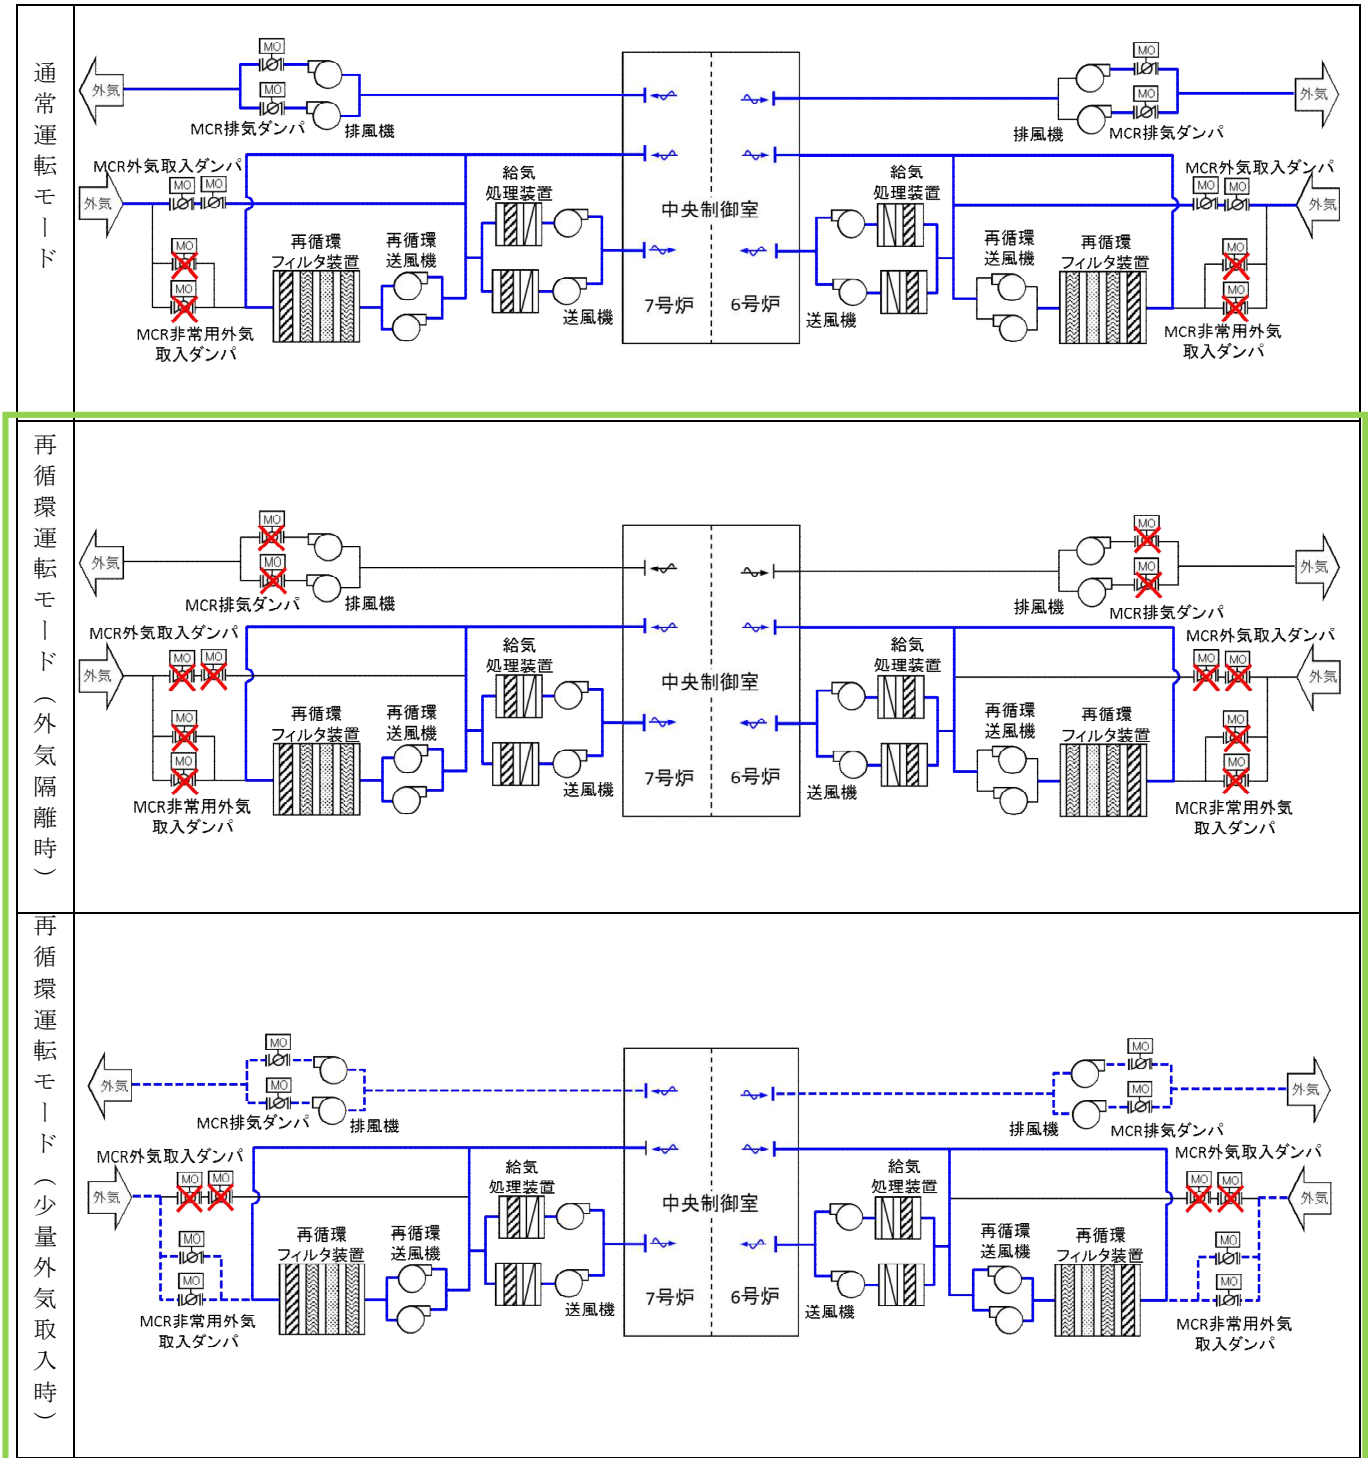 通常運転モード
外気
MO
MO
MCR排気ダンパ
排風機
MCR外気取入ダンパ
外気
MO
MO
MO
MO
MCR非常用外気
取入ダンパ
再循環
フィルタ装置
再循環
送風機
給気
処理装置
送風機
中央制御室
7号炉
6号炉
MO
MO
外気
排風機
MCR排気ダンパ
MCR外気取入ダンパ
MO
MO
外気
給気
処理装置
送風機
再循環
送風機
再循環
フィルタ装置
MO
MO
MCR非常用外気
取入ダンパ
再循環運転モード（外気隔離時）
外気
MO
MO
MCR排気ダンパ
排風機
MCR外気取入ダンパ
外気
MO
MO
MO
MO
MCR非常用外気
取入ダンパ
再循環
フィルタ装置
再循環
送風機
給気
処理装置
送風機
中央制御室
7号炉
6号炉
MO
MO
外気
排風機
MCR排気ダンパ
MCR外気取入ダンパ
MO
MO
外気
給気
処理装置
送風機
再循環
送風機
再循環
フィルタ装置
MO
MO
MCR非常用外気
取入ダンパ
再循環運転モード（少量外気取入時）
外気
MO
MO
MCR排気ダンパ
排風機
MCR外気取入ダンパ
外気
MO
MO
MO
MO
MCR非常用外気
取入ダンパ
再循環
フィルタ装置
再循環
送風機
給気
処理装置
送風機
中央制御室
7号炉
6号炉
MO
MO
外気
排風機
MCR排気ダンパ
MCR外気取入ダンパ
MO
MO
外気
給気
処理装置
送風機
再循環
送風機
再循環
フィルタ装置
MO
MO
MCR非常用外気
取入ダンパ